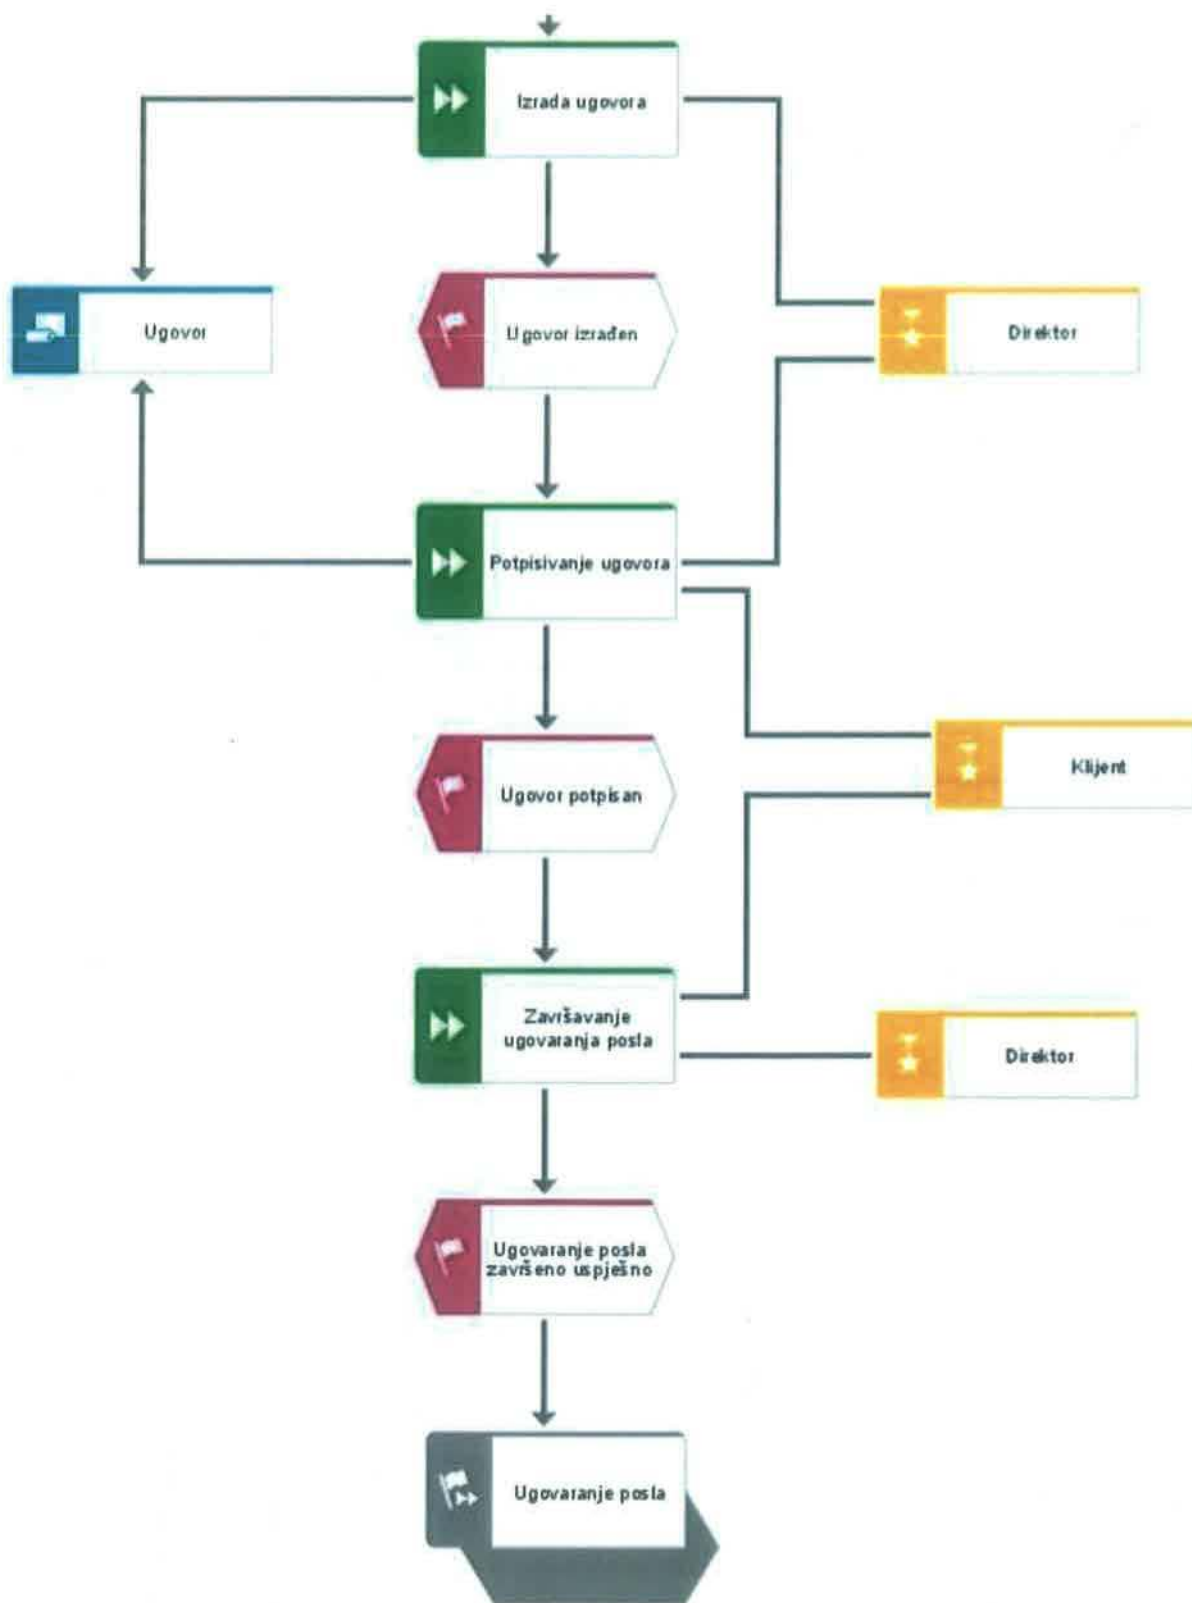 Izrada ugovora
Ugovor
Ugovor izrađen
Direktor
Potpisivanje ugovora
Klijent
Ugovor potpisan
Završavanje
ugovaranja posla
Direktor
Ugovaranje posla
završeno uspješno
Ugovaranje posla